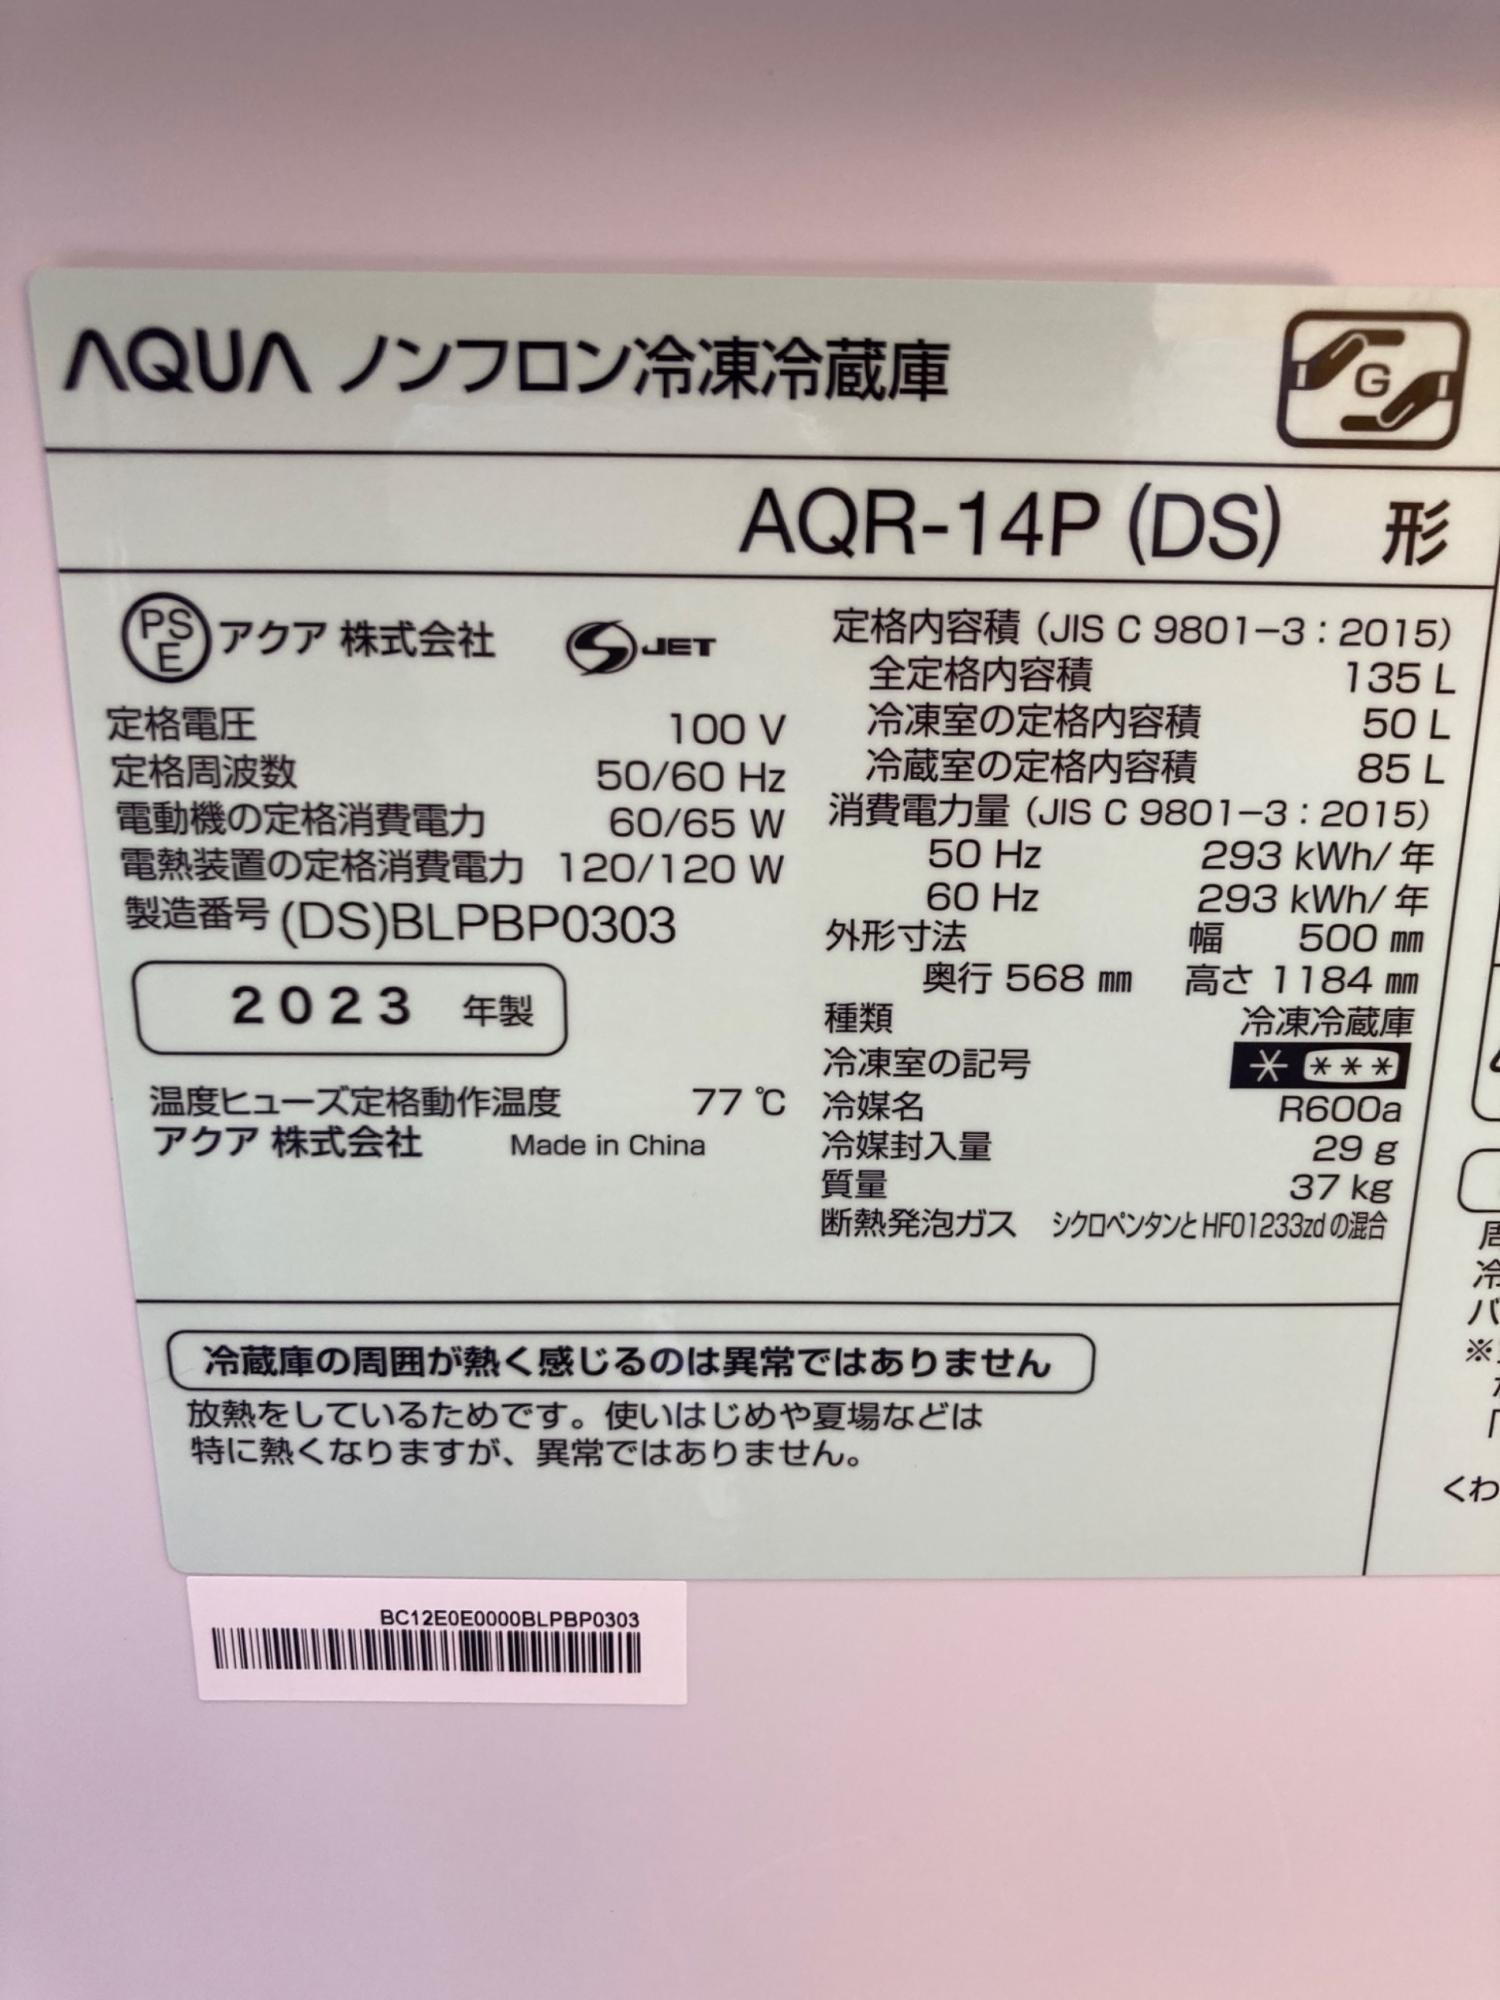 AQUA ノンフロン冷凍冷蔵庫
G
AQR-14P (DS) 形
PSE アクア 株式会社 S JET
定格電圧 100 V
定格周波数 50/60 Hz
電動機の定格消費電力 60/65 W
電熱装置の定格消費電力 120/120 W
製造番号 (DS)BLPBP0303
2023 年製
温度ヒューズ定格動作温度 77 ℃
アクア 株式会社 Made in China
定格内容積 (JIS C 9801-3:2015)
全定格内容積 135 L
冷凍室の定格内容積 50 L
冷蔵室の定格内容積 85 L
消費電力量 (JIS C 9801-3:2015)
50 Hz 293 kWh/年
60 Hz 293 kWh/年
外形寸法 幅 500 ㎜
奥行 568 ㎜ 高さ 1184 ㎜
種類 冷凍冷蔵庫
冷凍室の記号 * ***
冷媒名 R600a
冷媒封入量 29 g
質量 37 kg
断熱発泡ガス シクロペンタンとHFO1233zdの混合
冷蔵庫の周囲が熱く感じるのは異常ではありません
放熱をしているためです。使いはじめや夏場などは
特に熱くなりますが、異常ではありません。
冷
バ
※
「
くわ
BC12E0E0000BLPBP0303